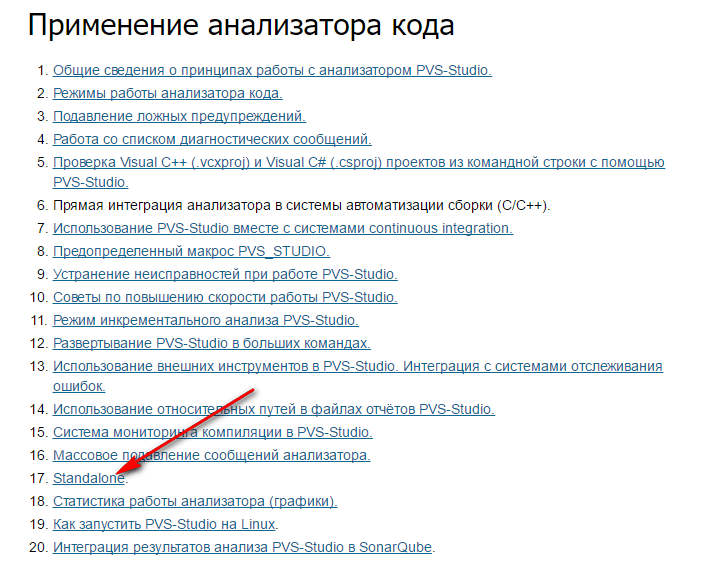 Применение анализатора кода
1. Общие сведения о принципах работы с анализатором PVS-Studio.
2. Режимы работы анализатора кода.
3. Подавление ложных предупреждений.
4. Работа со списком диагностических сообщений.
5. Проверка Visual C++ (.vcxproj) и Visual C# (.csproj) проектов из командной строки с помощью
PVS-Studio.
6. Прямая интеграция анализатора в системы автоматизации сборки (C/C++).
7. Использование PVS-Studio вместе с системами continuous integration.
8. Предопределенный макрос PVS_STUDIO.
9. Устранение неисправностей при работе PVS-Studio.
10. Советы по повышению скорости работы PVS-Studio.
11. Режим инкрементального анализа PVS-Studio.
12. Развертывание PVS-Studio в больших командах.
13. Использование внешних инструментов в PVS-Studio. Интеграция с системами отслеживания
ошибок.
14. Использование относительных путей в файлах отчётов PVS-Studio.
15. Система мониторинга компиляции в PVS-Studio.
16. Массовое подавление сообщений анализатора.
17. Standalone.
18. Статистика работы анализатора (графики).
19. Как запустить PVS-Studio на Linux.
20. Интеграция результатов анализа PVS-Studio в SonarQube.